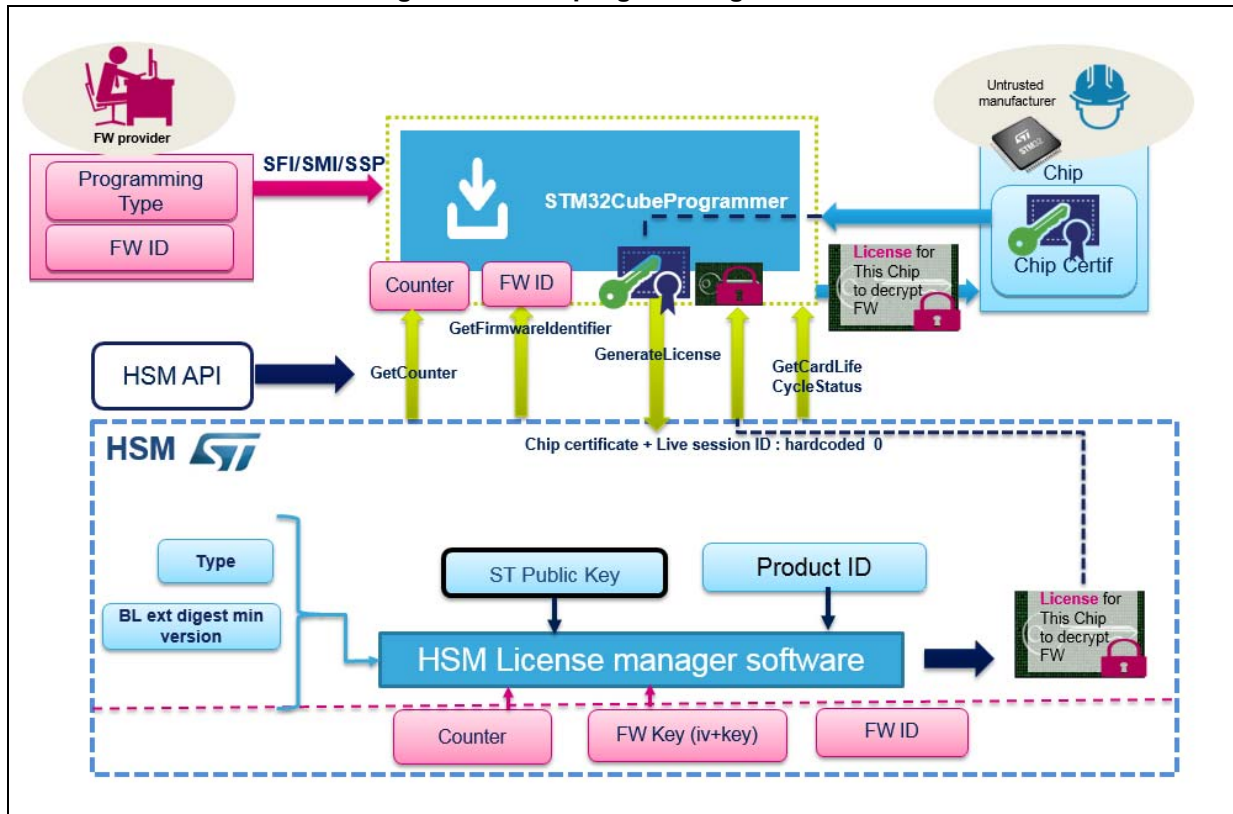 FW provider
Programming
Type
FW ID
SFI/SMI/SSP
STM32CubeProgrammer
Counter
FW ID
Untrusted
manufacturer
STM32
Chip
Chip Certif
License for
This Chip
to decrypt
FW
HSM API
GetCounter
GetFirmwareIdentifier
GenerateLicense
GetCardLife
CycleStatus
HSM
Chip certificate + Live session ID : hardcoded 0
Type
BL ext digest min
version
ST Public Key
Product ID
HSM License manager software
License for
This Chip
to decrypt
FW
Counter
FW Key (iv+key)
FW ID